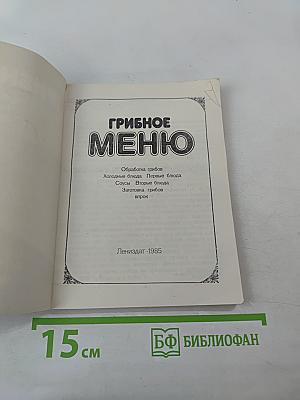 ГРИБНОЕ
МЕНЮ
Обработка грибов
Холодные блюда Первые блюда
Соусы Вторые блюда
Заготовка грибов
впрок
Лениздат·1985
15 см
БФ БИБЛИОФАН